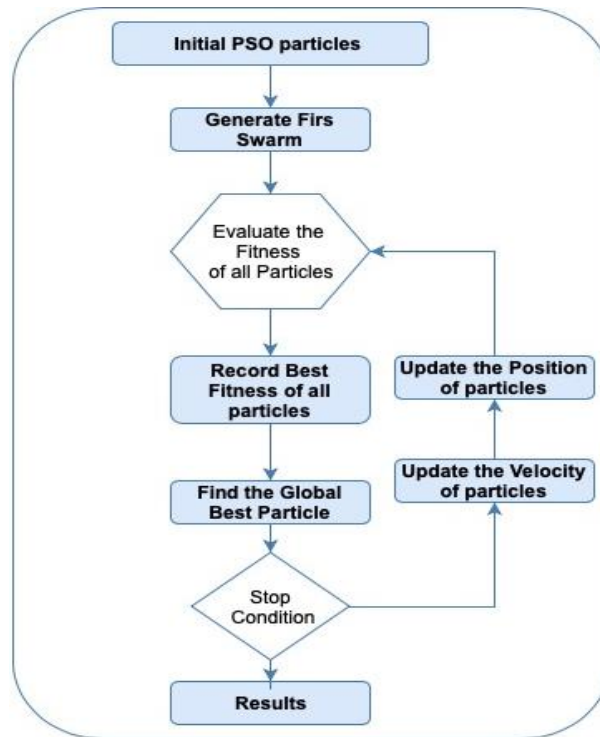 Initial PSO particles
Generate Firs
Swarm
Evaluate the
Fitness
of all Particles
Record Best
Fitness of all
particles
Update the Position
of particles
Find the Global
Best Particle
Update the Velocity
of particles
Stop
Condition
Results